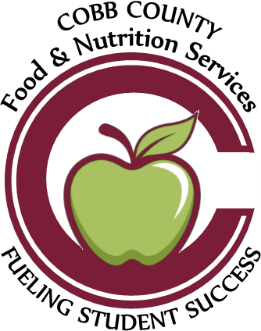 COBB COUNTY
Food & Nutrition Services
FUELING STUDENT SUCCESS